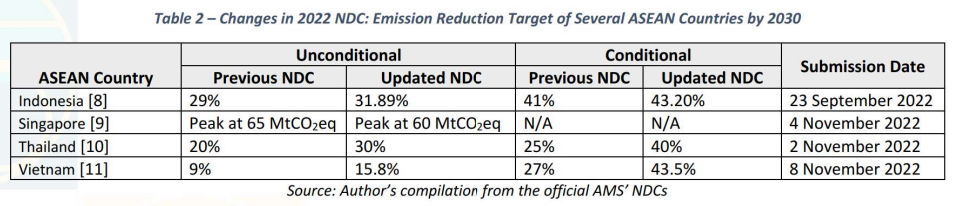 Table 2 – Changes in 2022 NDC: Emission Reduction Target of Several ASEAN Countries by 2030
Unconditional Conditional
ASEAN Country Previous NDC Updated NDC Previous NDC Updated NDC Submission Date
Indonesia [8] 29% 31.89% 41% 43.20% 23 September 2022
Singapore [9] Peak at 65 MtCO₂eq Peak at 60 MtCO₂eq N/A N/A 4 November 2022
Thailand [10] 20% 30% 25% 40% 2 November 2022
Vietnam [11] 9% 15.8% 27% 43.5% 8 November 2022
Source: Author's compilation from the official AMS' NDCs